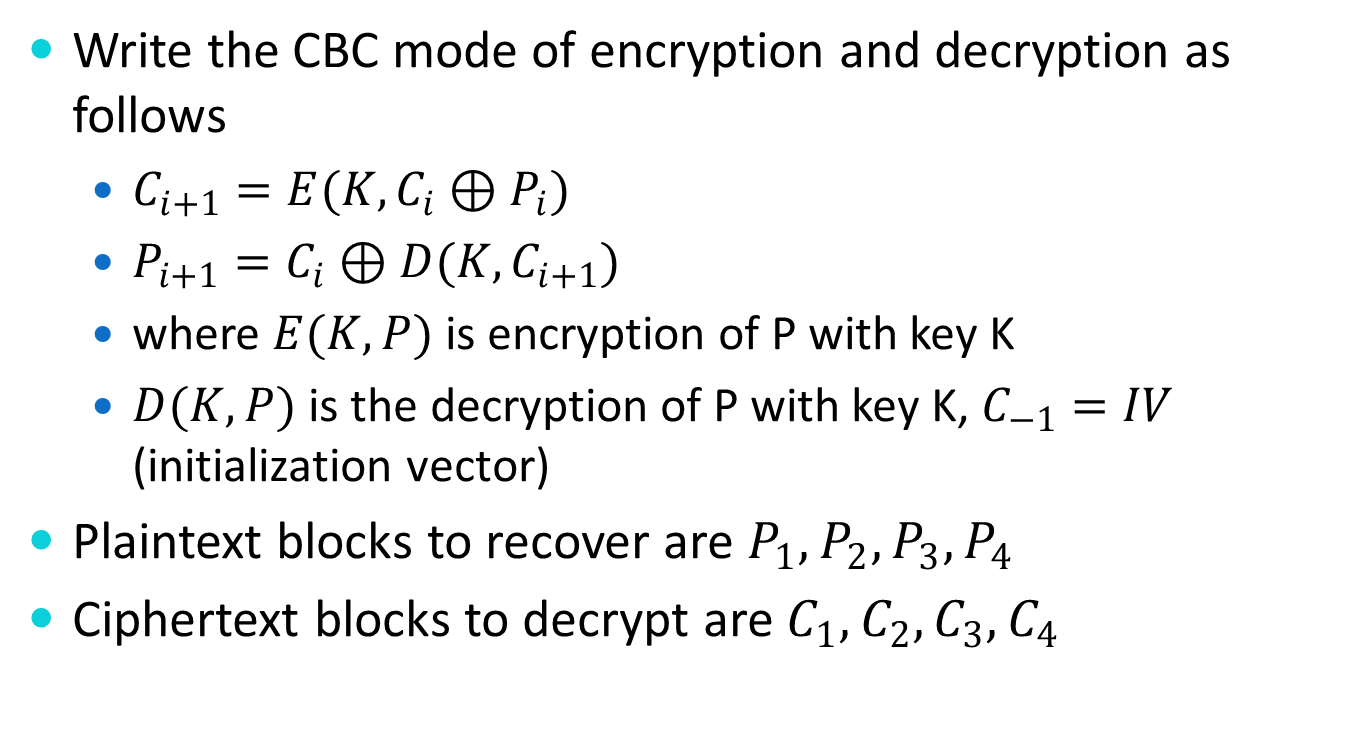 • Write the CBC mode of encryption and decryption as
follows
• C_{i+1} = E(K, C_i ⊕ P_i)
• P_{i+1} = C_i ⊕ D(K, C_{i+1})
• where E(K, P) is encryption of P with key K
• D(K, P) is the decryption of P with key K, C_{−1} = IV
(initialization vector)
• Plaintext blocks to recover are P_1, P_2, P_3, P_4
• Ciphertext blocks to decrypt are C_1, C_2, C_3, C_4